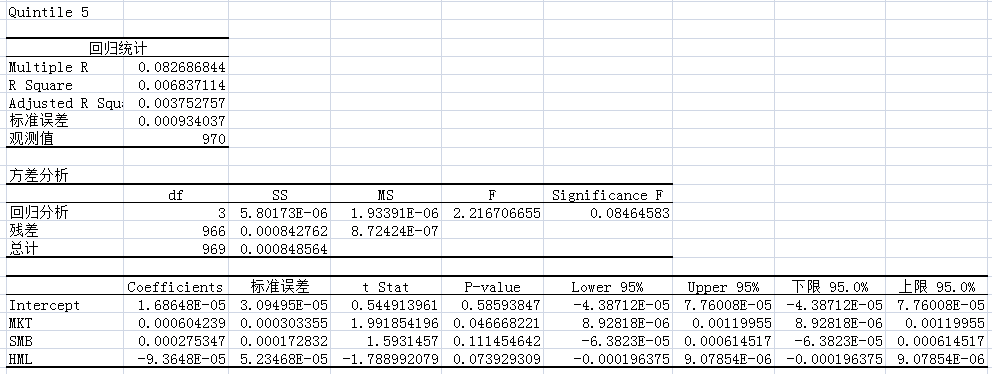 Quintile 5
回归统计
Multiple R 0.082686844
R Square 0.006837114
Adjusted R Squa 0.003752757
标准误差 0.000934037
观测值 970
方差分析
df SS MS F Significance F
回归分析 3 5.80173E-06 1.93391E-06 2.216706655 0.08464583
残差 966 0.000842762 8.72424E-07
总计 969 0.000848564
Coefficients 标准误差 t Stat P-value Lower 95% Upper 95% 下限 95.0% 上限 95.0%
Intercept 1.68648E-05 3.09495E-05 0.544913961 0.58593847 -4.38712E-05 7.76008E-05 -4.38712E-05 7.76008E-05
MKT 0.000604239 0.000303355 1.991854196 0.046668221 8.92818E-06 0.00119955 8.92818E-06 0.00119955
SMB 0.000275347 0.000172832 1.5931457 0.111454642 -6.3823E-05 0.000614517 -6.3823E-05 0.000614517
HML -9.3648E-05 5.23468E-05 -1.788992079 0.073929309 -0.000196375 9.07854E-06 -0.000196375 9.07854E-06